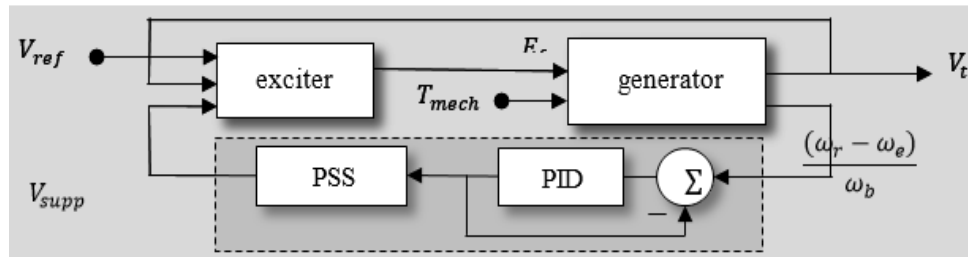 V_ref
exciter
generator
V_t
T_mech
(ω_r − ω_e)
ω_b
PSS
PID
Σ
−
V_supp